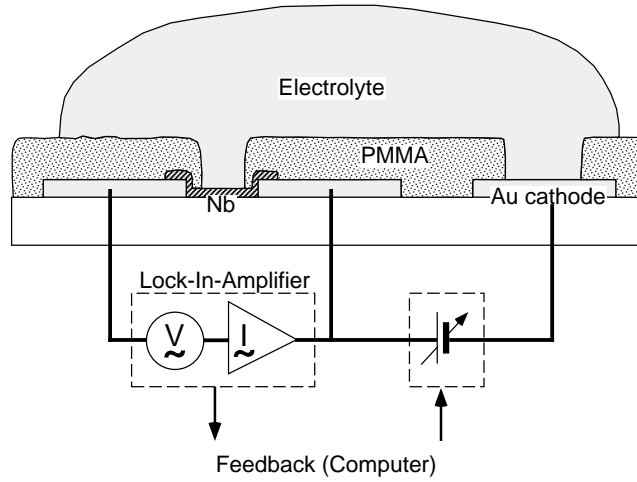 Electrolyte
PMMA
Nb
Au cathode
Lock-In-Amplifier
V
~
I
~
Feedback (Computer)